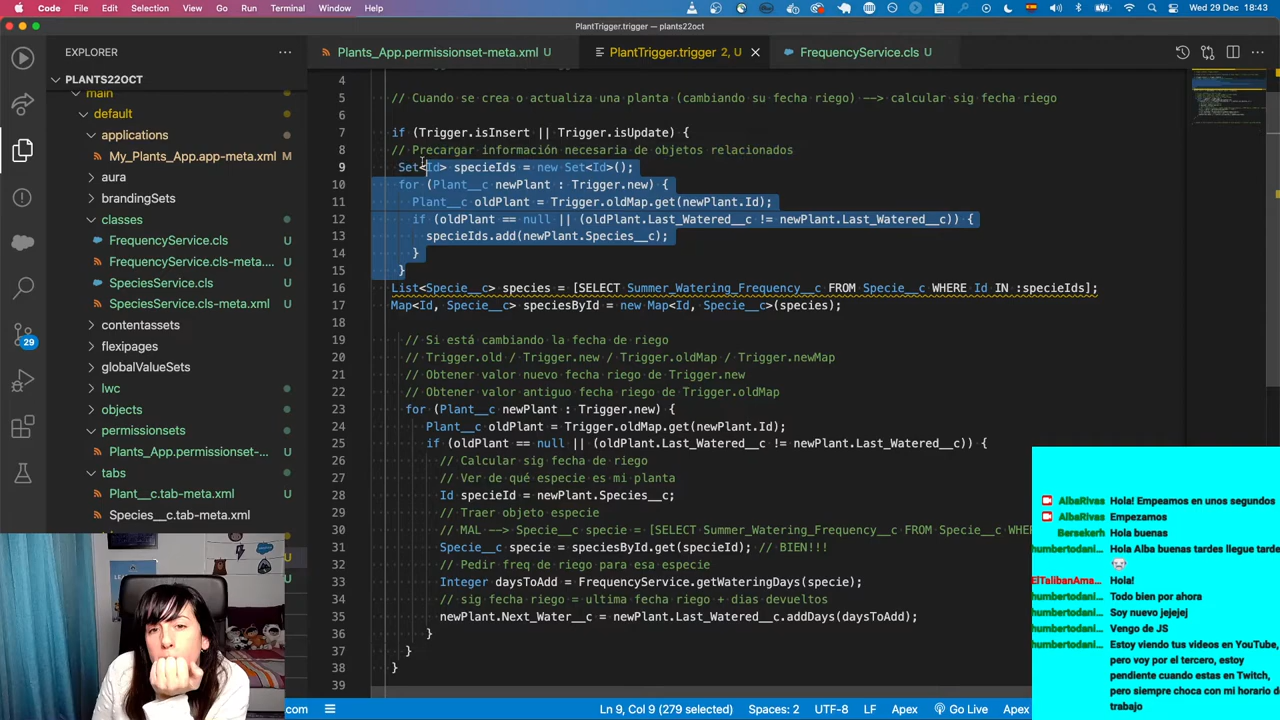 Code File Edit Selection View Go Run Terminal Window Help Wed 29 Dec 18:43
PlantTrigger.trigger — plants22oct
EXPLORER
PLANTS22OCT
main
default
applications
My_Plants_App.app-meta.xml M
aura
brandingSets
classes
FrequencyService.cls U
FrequencyService.cls-meta.... U
SpeciesService.cls U
SpeciesService.cls-meta.xml U
contentassets
flexipages
globalValueSets
lwc
objects
permissionsets
Plants_App.permissionset-... U
tabs
Plant__c.tab-meta.xml U
Species__c.tab-meta.xml U
29
Plants_App.permissionset-meta.xml U
PlantTrigger.trigger 2, U
FrequencyService.cls U
4
5 // Cuando se crea o actualiza una planta (cambiando su fecha riego) --> calcular sig fecha riego
6
7 if (Trigger.isInsert || Trigger.isUpdate) {
8 // Precargar información necesaria de objetos relacionados
9 Set<Id> specieIds = new Set<Id>();
10 for (Plant__c newPlant : Trigger.new) {
11 Plant__c oldPlant = Trigger.oldMap.get(newPlant.Id);
12 if (oldPlant == null || (oldPlant.Last_Watered__c != newPlant.Last_Watered__c)) {
13 specieIds.add(newPlant.Species__c);
14 }
15 }
16 List<Specie__c> species = [SELECT Summer_Watering_Frequency__c FROM Specie__c WHERE Id IN :specieIds];
17 Map<Id, Specie__c> speciesById = new Map<Id, Specie__c>(species);
18
19 // Si está cambiando la fecha de riego
20 // Trigger.old / Trigger.new / Trigger.oldMap / Trigger.newMap
21 // Obtener valor nuevo fecha riego de Trigger.new
22 // Obtener valor antiguo fecha riego de Trigger.oldMap
23 for (Plant__c newPlant : Trigger.new) {
24 Plant__c oldPlant = Trigger.oldMap.get(newPlant.Id);
25 if (oldPlant == null || (oldPlant.Last_Watered__c != newPlant.Last_Watered__c)) {
26 // Calcular sig fecha de riego
27 // Ver de qué especie es mi planta
28 Id specieId = newPlant.Species__c;
29 // Traer objeto especie
30 // MAL --> Specie__c specie = [SELECT Summer_Watering_Frequency__c FROM Specie__c WHER
31 Specie__c specie = speciesById.get(specieId); // BIEN!!!
32 // Pedir freq de riego para esa especie
33 Integer daysToAdd = FrequencyService.getWateringDays(specie);
34 // sig fecha riego = ultima fecha riego + dias devueltos
35 newPlant.Next_Water__c = newPlant.Last_Watered__c.addDays(daysToAdd);
36 }
37 }
38 }
39
AlbaRivas Hola! Empeamos en unos segundos
AlbaRivas Empezamos
Bersekerh Hola buenas
humbertodani... Hola Alba buenas tardes llegue tarde
ElTalibanAma... Hola!
humbertodani... Todo bien por ahora
humbertodani... Soy nuevo jejejej
humbertodani... Vengo de JS
humbertodani... Estoy viendo tus videos en YouTube,
pero voy por el tercero, estoy
pendiente cuando estas en Twitch,
pero siempre choca con mi horario de
trabajo
.com Ln 9, Col 9 (279 selected) Spaces: 2 UTF-8 LF Apex Go Live Apex